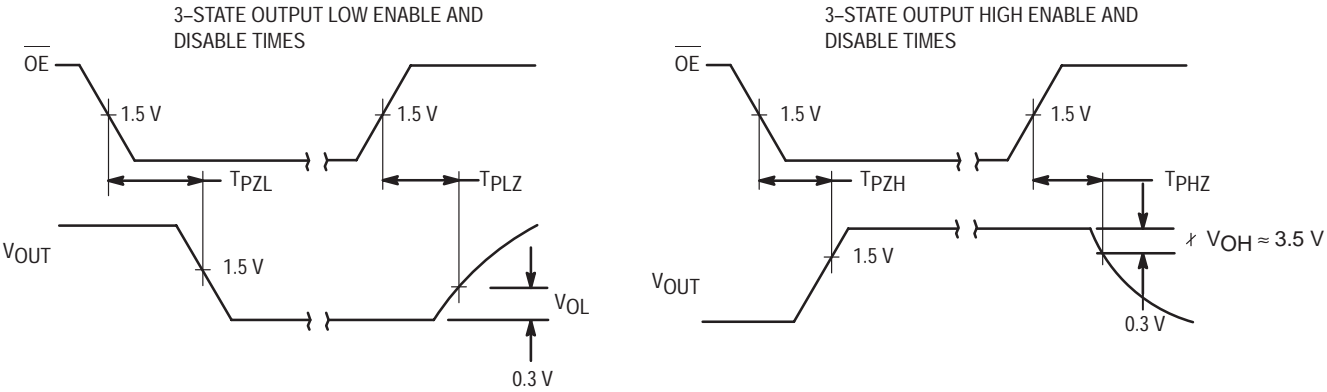 3–STATE OUTPUT LOW ENABLE AND
DISABLE TIMES
OE
1.5 V
1.5 V
TPZL
TPLZ
VOUT
1.5 V
VOL
0.3 V
3–STATE OUTPUT HIGH ENABLE AND
DISABLE TIMES
OE
1.5 V
1.5 V
TPZH
TPHZ
VOH ≈ 3.5 V
1.5 V
VOUT
0.3 V